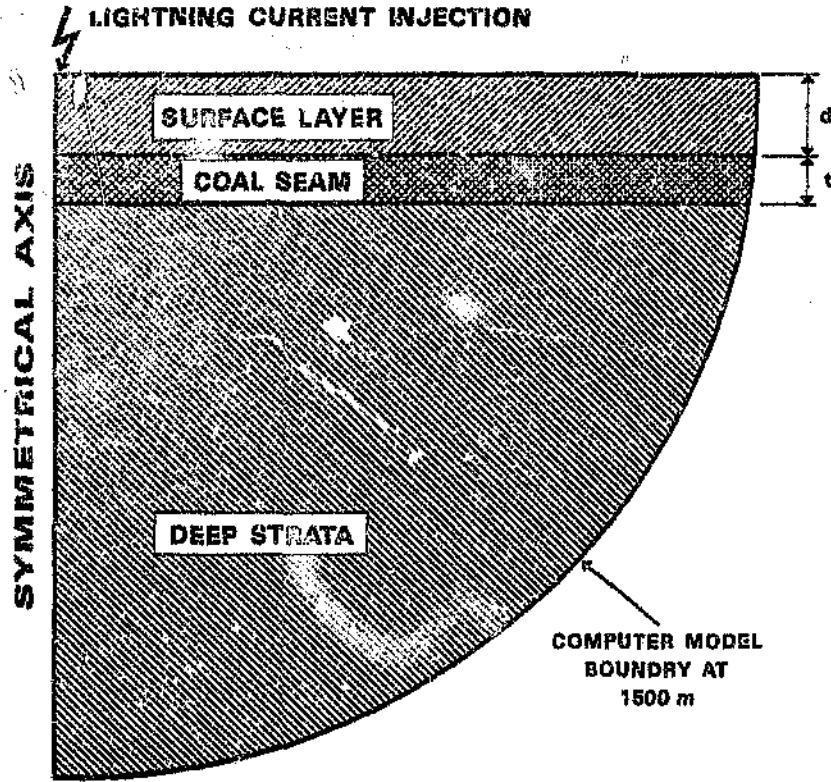 LIGHTNING CURRENT INJECTION
SURFACE LAYER
d
COAL SEAM
t
SYMMETRICAL AXIS
DEEP STRATA
COMPUTER MODEL
BOUNDRY AT
1500 m